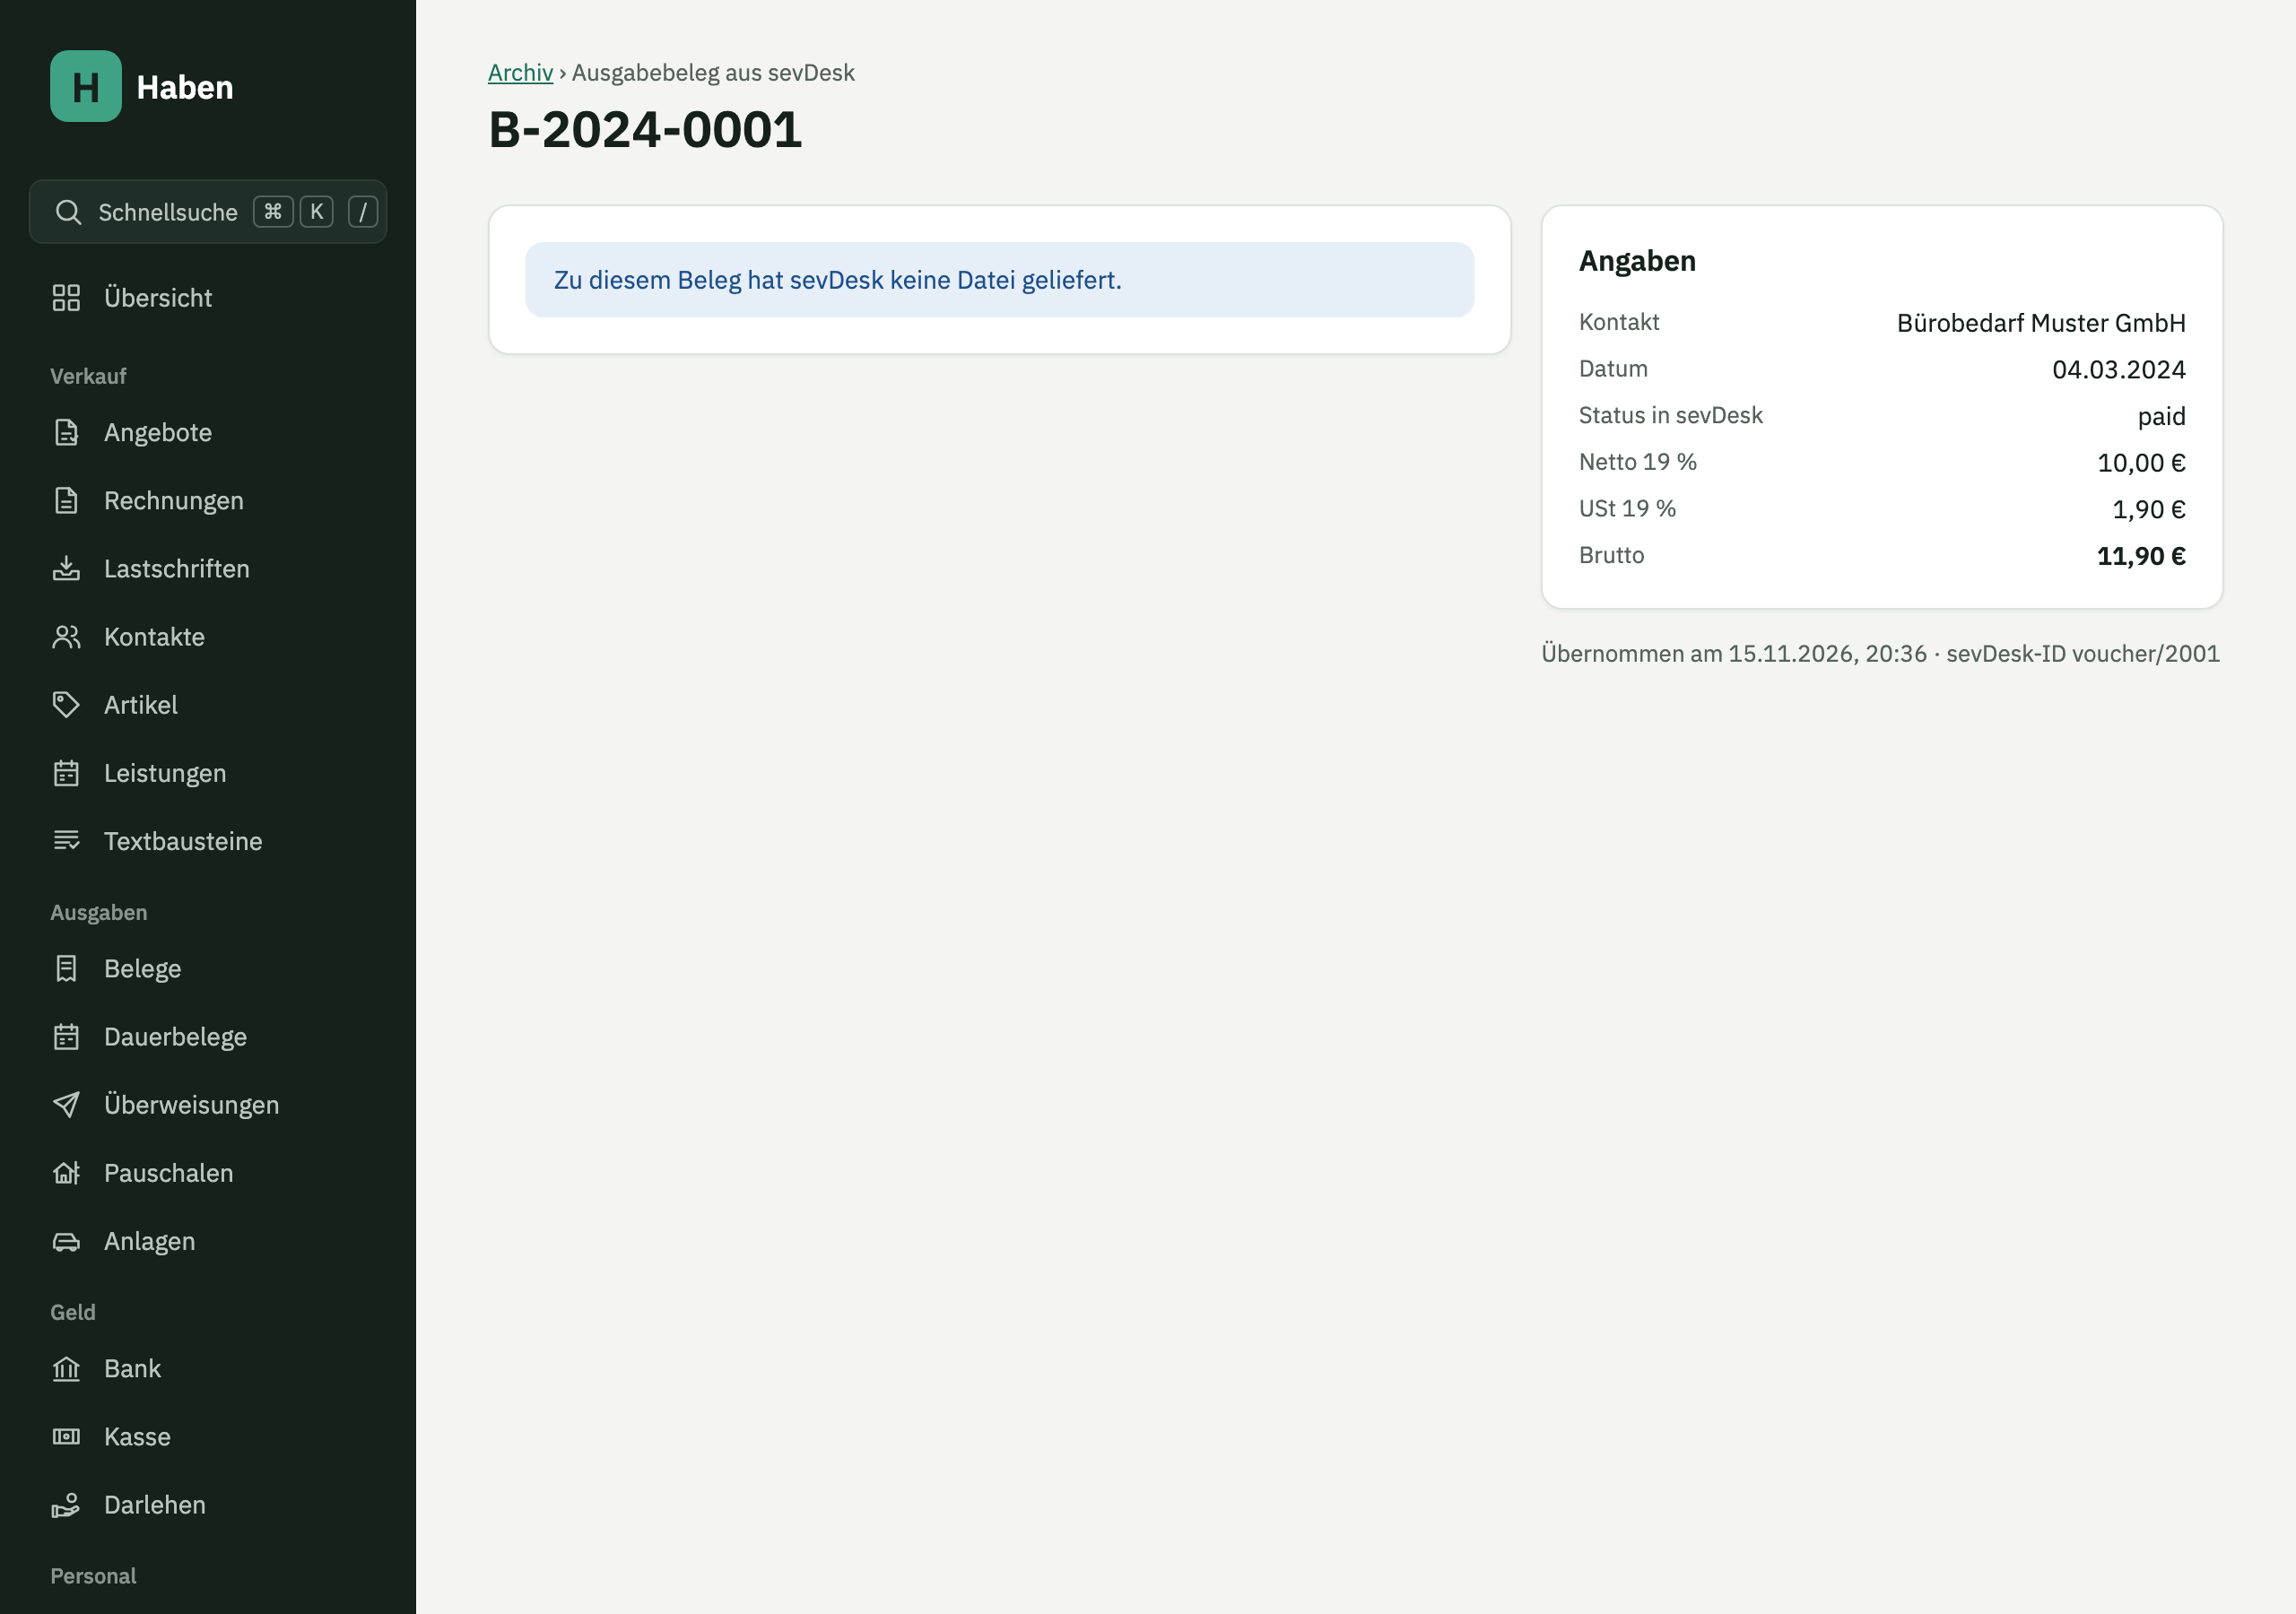 H Haben
Schnellsuche ⌘ K /
Übersicht
Verkauf
Angebote
Rechnungen
Lastschriften
Kontakte
Artikel
Leistungen
Textbausteine
Ausgaben
Belege
Dauerbelege
Überweisungen
Pauschalen
Anlagen
Geld
Bank
Kasse
Darlehen
Personal
Archiv › Ausgabebeleg aus sevDesk
B-2024-0001
Zu diesem Beleg hat sevDesk keine Datei geliefert.
Angaben
Kontakt Bürobedarf Muster GmbH
Datum 04.03.2024
Status in sevDesk paid
Netto 19 % 10,00 €
USt 19 % 1,90 €
Brutto 11,90 €
Übernommen am 15.11.2026, 20:36 · sevDesk-ID voucher/2001